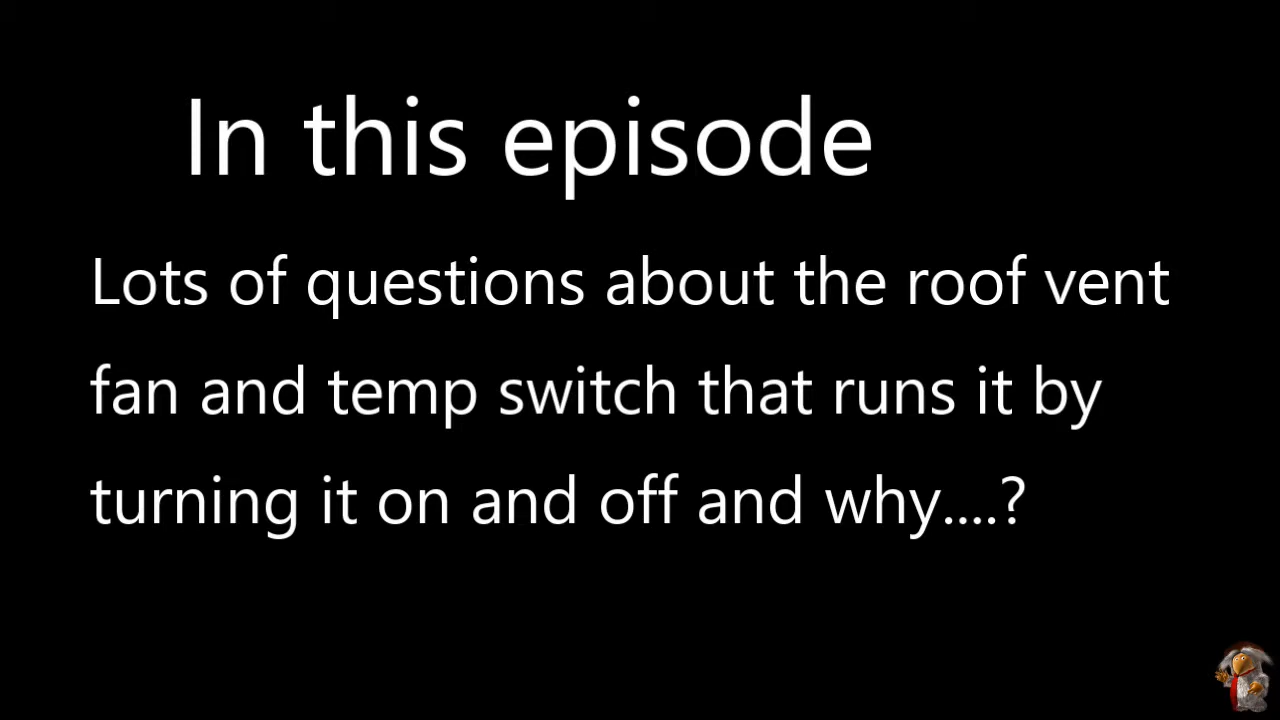 In this episode
Lots of questions about the roof vent
fan and temp switch that runs it by
turning it on and off and why....?